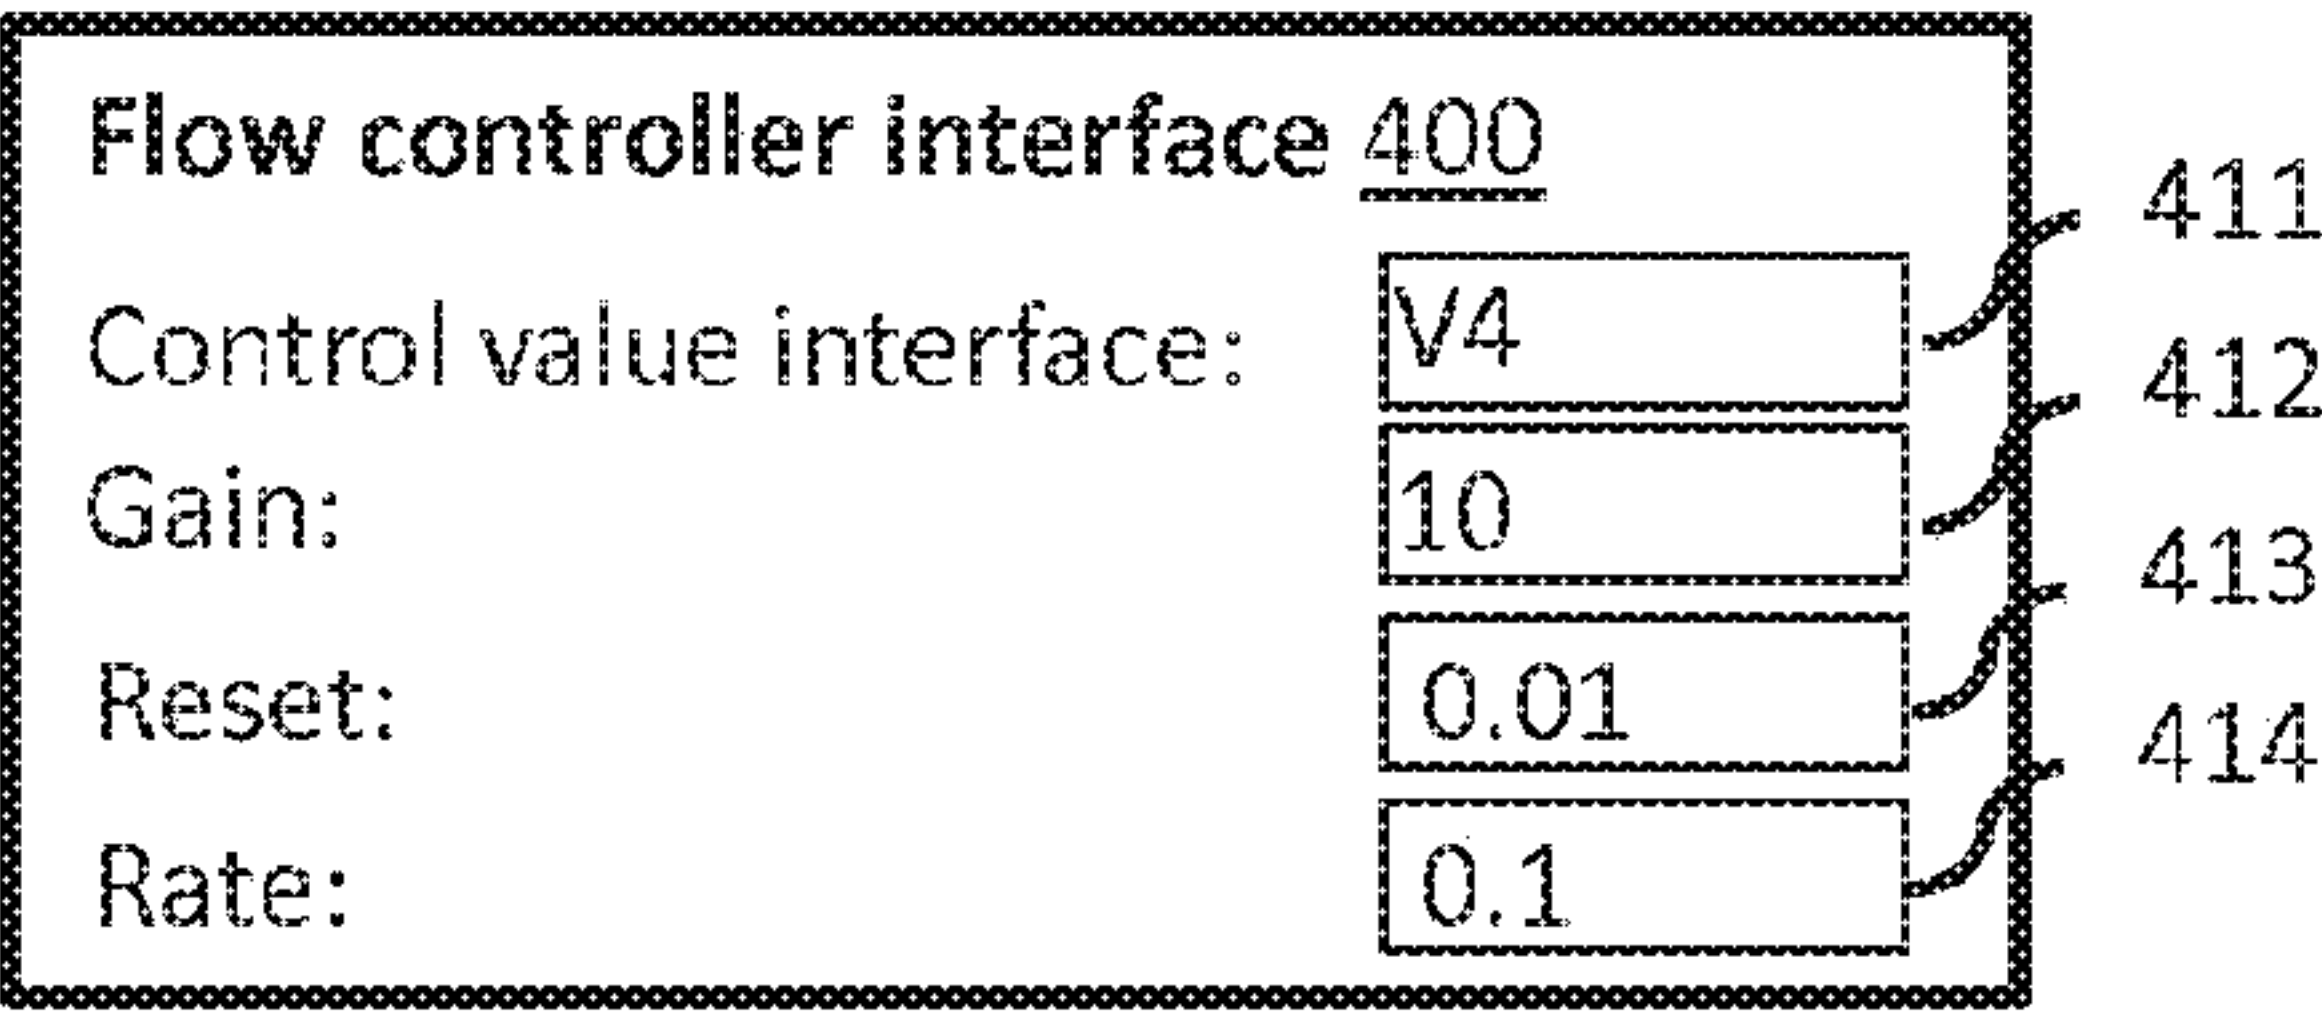 Flow controller interface 400
411
Control value interface: V4
412
Gain: 10
413
Reset: 0.01
414
Rate: 0.1